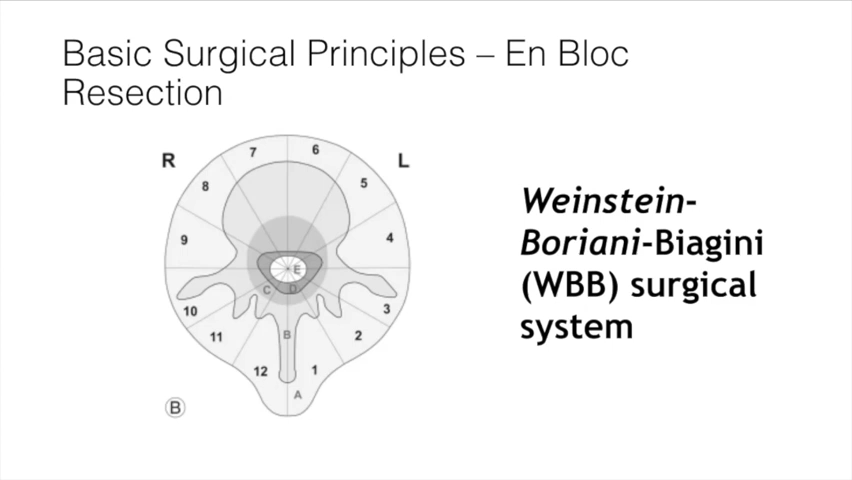 Basic Surgical Principles – En Bloc
Resection
R
L
7
6
8
5
9
4
E
C
D
10
3
11
B
2
12
1
A
B
Weinstein-
Boriani-Biagini
(WBB) surgical
system